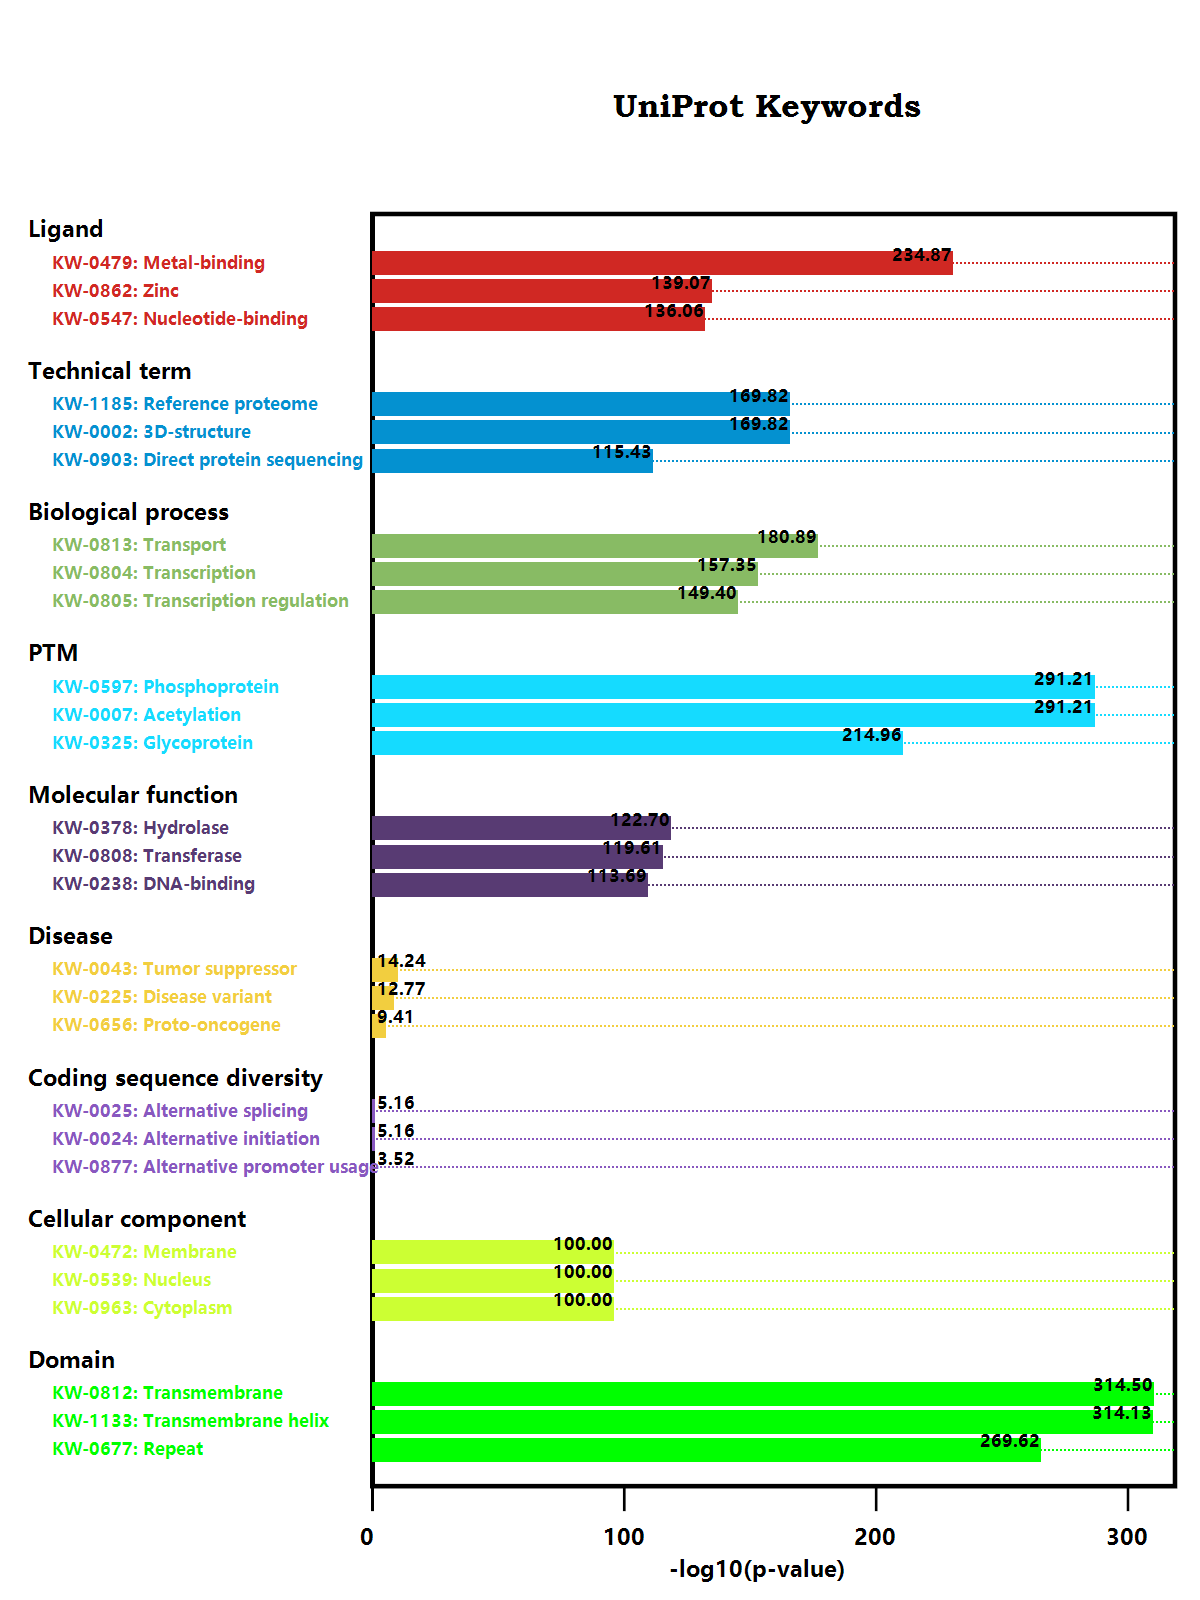 UniProt Keywords
Ligand
KW-0479: Metal-binding 234.87
KW-0862: Zinc 139.07
KW-0547: Nucleotide-binding 136.06
Technical term
KW-1185: Reference proteome 169.82
KW-0002: 3D-structure 169.82
KW-0903: Direct protein sequencing 115.43
Biological process
KW-0813: Transport 180.89
KW-0804: Transcription 157.35
KW-0805: Transcription regulation 149.40
PTM
KW-0597: Phosphoprotein 291.21
KW-0007: Acetylation 291.21
KW-0325: Glycoprotein 214.96
Molecular function
KW-0378: Hydrolase 122.70
KW-0808: Transferase 119.61
KW-0238: DNA-binding 113.69
Disease
KW-0043: Tumor suppressor 14.24
KW-0225: Disease variant 12.77
KW-0656: Proto-oncogene 9.41
Coding sequence diversity
KW-0025: Alternative splicing 5.16
KW-0024: Alternative initiation 5.16
KW-0877: Alternative promoter usage 3.52
Cellular component
KW-0472: Membrane 100.00
KW-0539: Nucleus 100.00
KW-0963: Cytoplasm 100.00
Domain
KW-0812: Transmembrane 314.50
KW-1133: Transmembrane helix 314.13
KW-0677: Repeat 269.62
0 100 200 300
-log10(p-value)